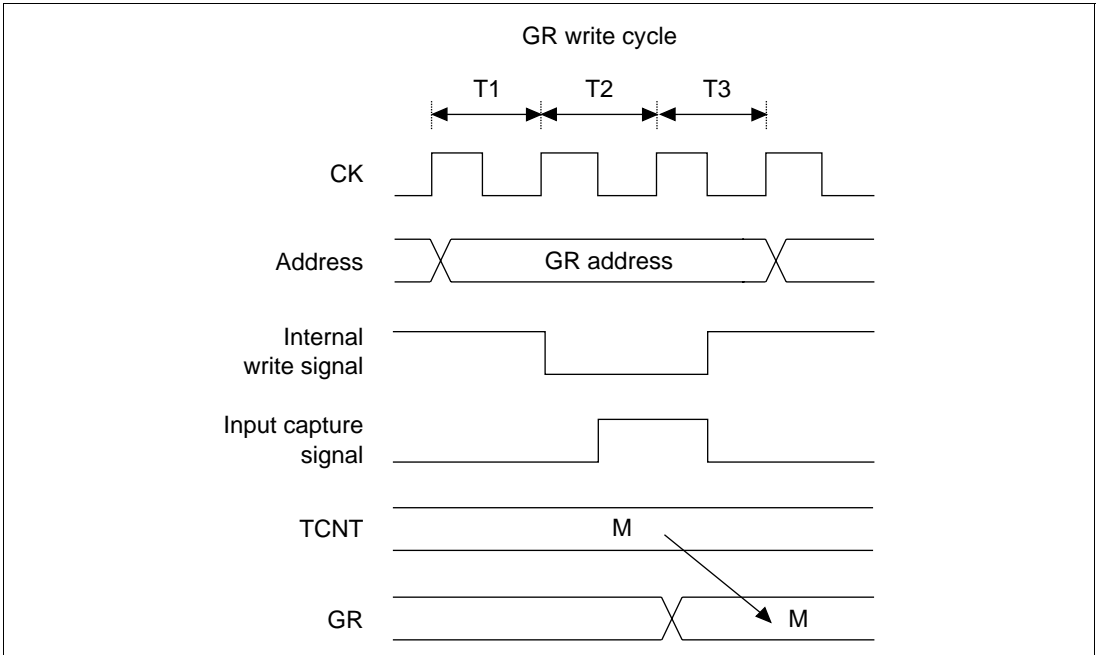 GR write cycle
T1 T2 T3
CK
Address GR address
Internal
write signal
Input capture
signal
TCNT M
GR M